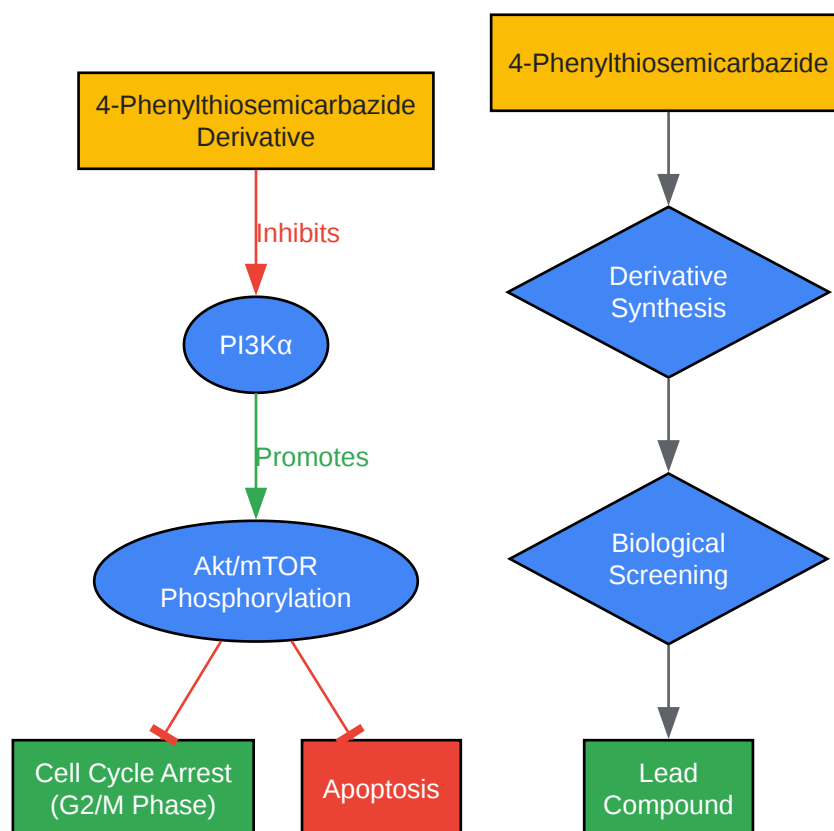 4-Phenylthiosemicarbazide
Derivative
Inhibits
PI3Kα
Promotes
Akt/mTOR
Phosphorylation
Cell Cycle Arrest
(G2/M Phase)
Apoptosis
4-Phenylthiosemicarbazide
Derivative
Synthesis
Biological
Screening
Lead
Compound